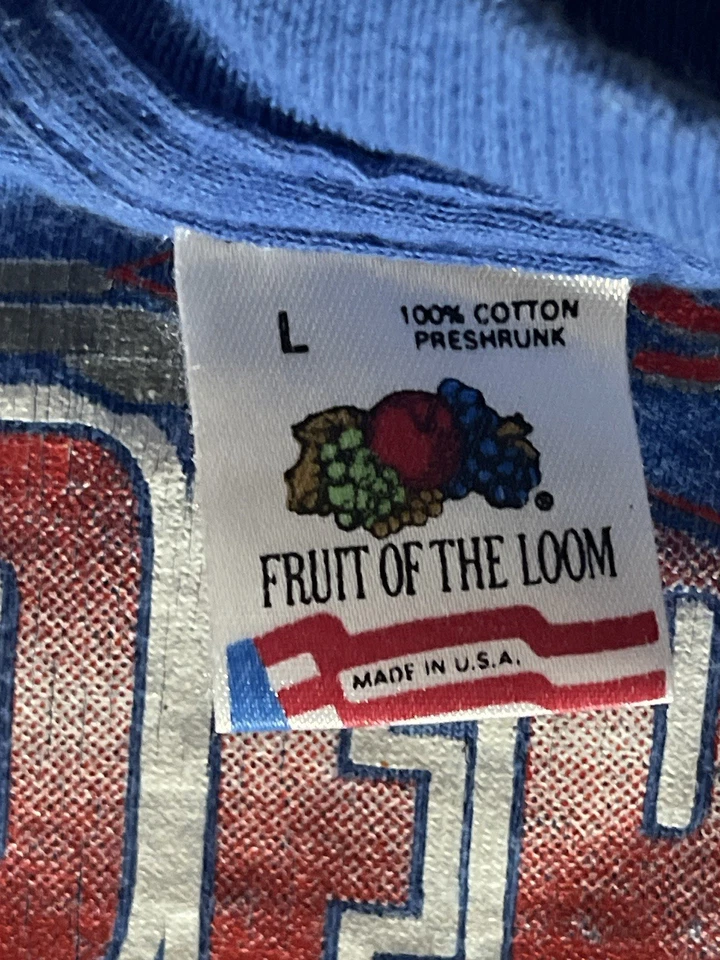 L
100% COTTON
PRESHRUNK
®
FRUIT OF THE LOOM
MADE IN U.S.A.